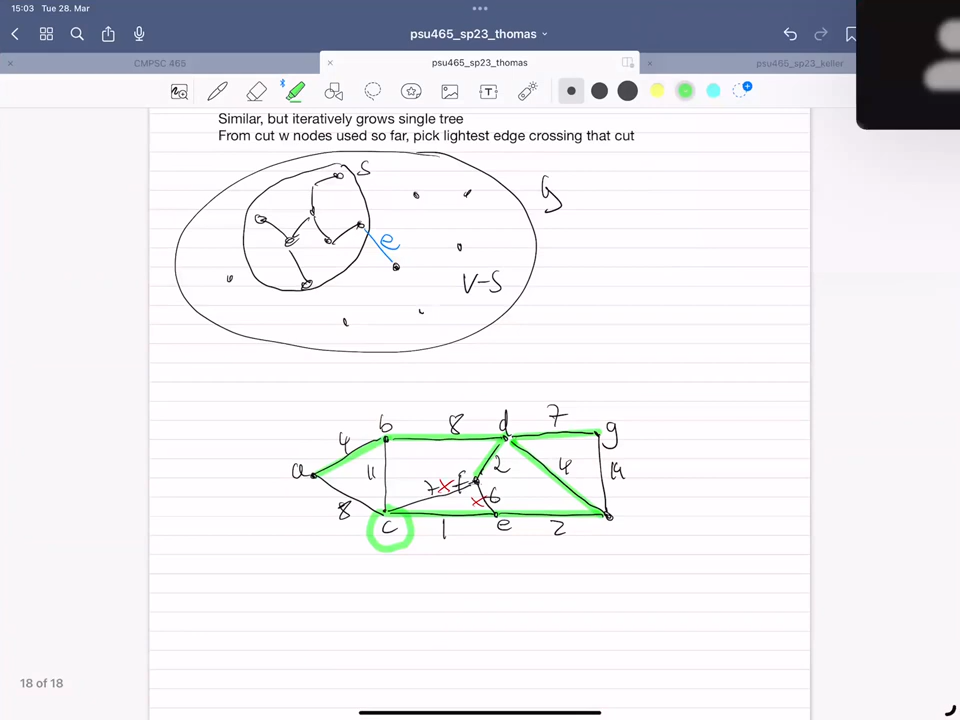 15:03 Tue 28. Mar
psu465_sp23_thomas
CMPSC 465
psu465_sp23_thomas
psu465_sp23_keller
Similar, but iteratively grows single tree
From cut w nodes used so far, pick lightest edge crossing that cut
S
G
e
V-S
b 8 d 7 g
4
a 11 2 4
7 x f
x 6
8
c 1 e 2
18 of 18